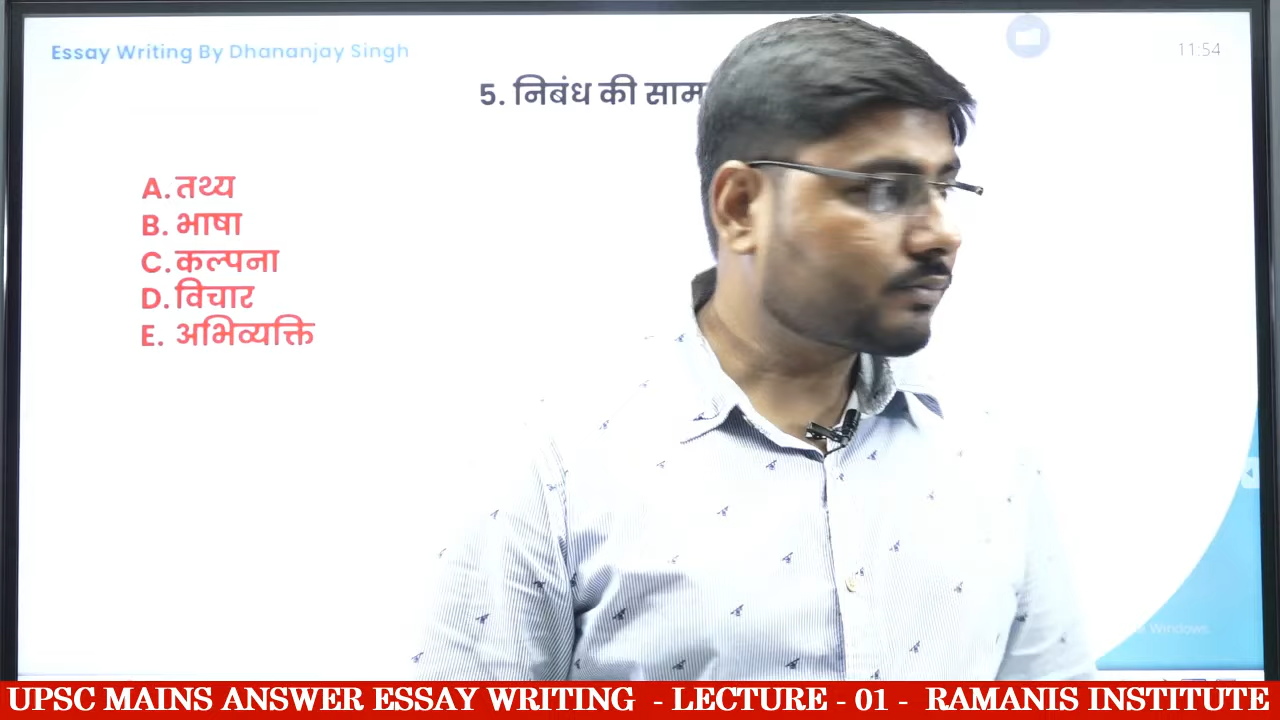 Essay Writing By Dhananjay Singh
11:54
5. निबंध की
A. तथ्य
B. भाषा
C. कल्पना
D. विचार
E. अभिव्यक्ति
Windows.
UPSC MAINS ANSWER ESSAY WRITING - LECTURE - 01 - RAMANIS INSTITUTE